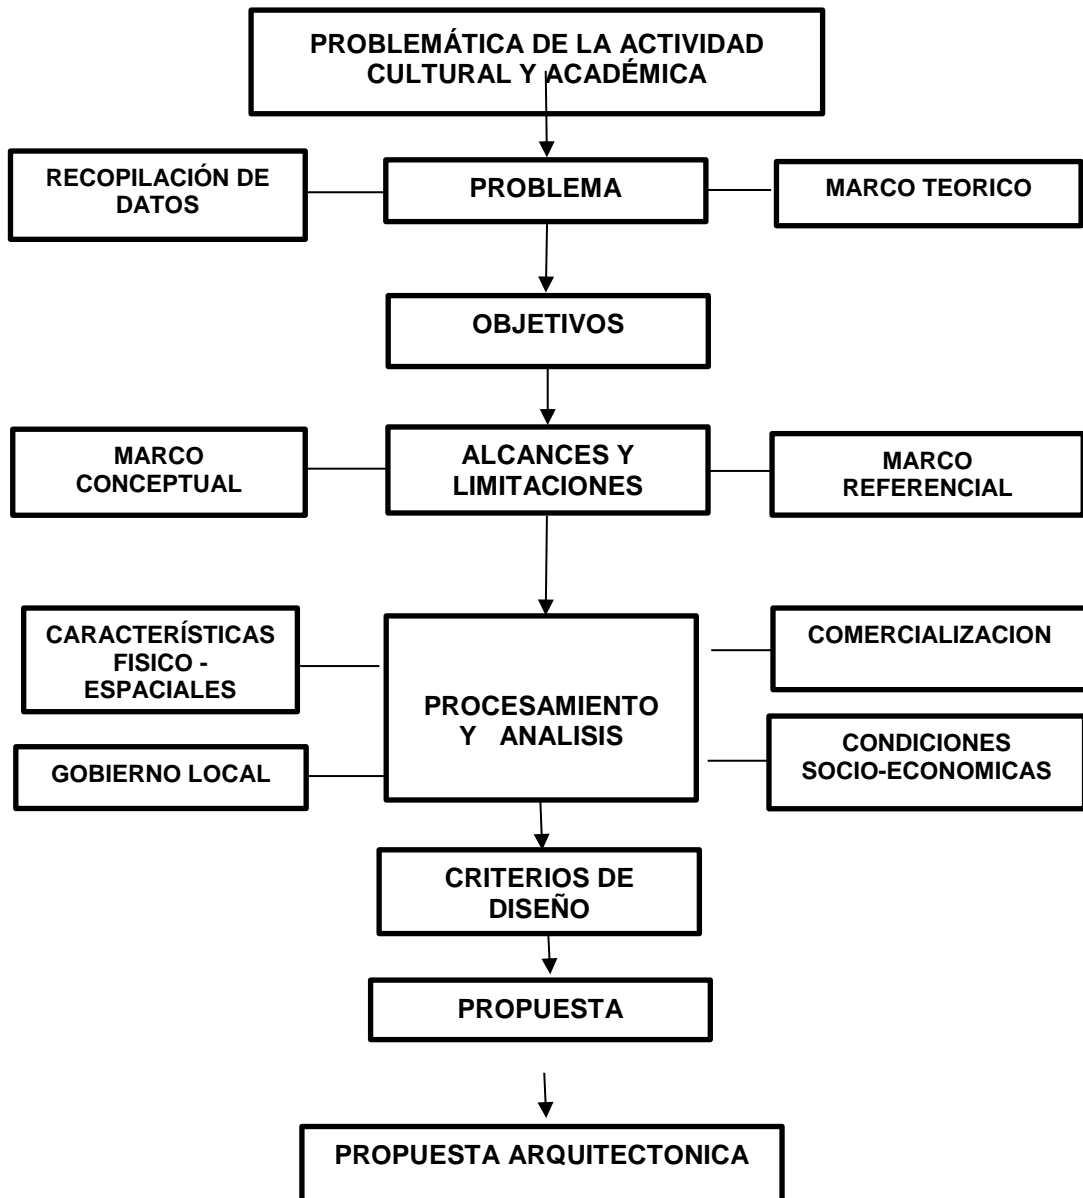 PROBLEMÁTICA DE LA ACTIVIDAD
CULTURAL Y ACADÉMICA
RECOPILACIÓN DE
DATOS
PROBLEMA
MARCO TEORICO
OBJETIVOS
MARCO
CONCEPTUAL
ALCANCES Y
LIMITACIONES
MARCO
REFERENCIAL
CARACTERÍSTICAS
FISICO -
ESPACIALES
COMERCIALIZACION
PROCESAMIENTO
Y ANALISIS
GOBIERNO LOCAL
CONDICIONES
SOCIO-ECONOMICAS
CRITERIOS DE
DISEÑO
PROPUESTA
PROPUESTA ARQUITECTONICA